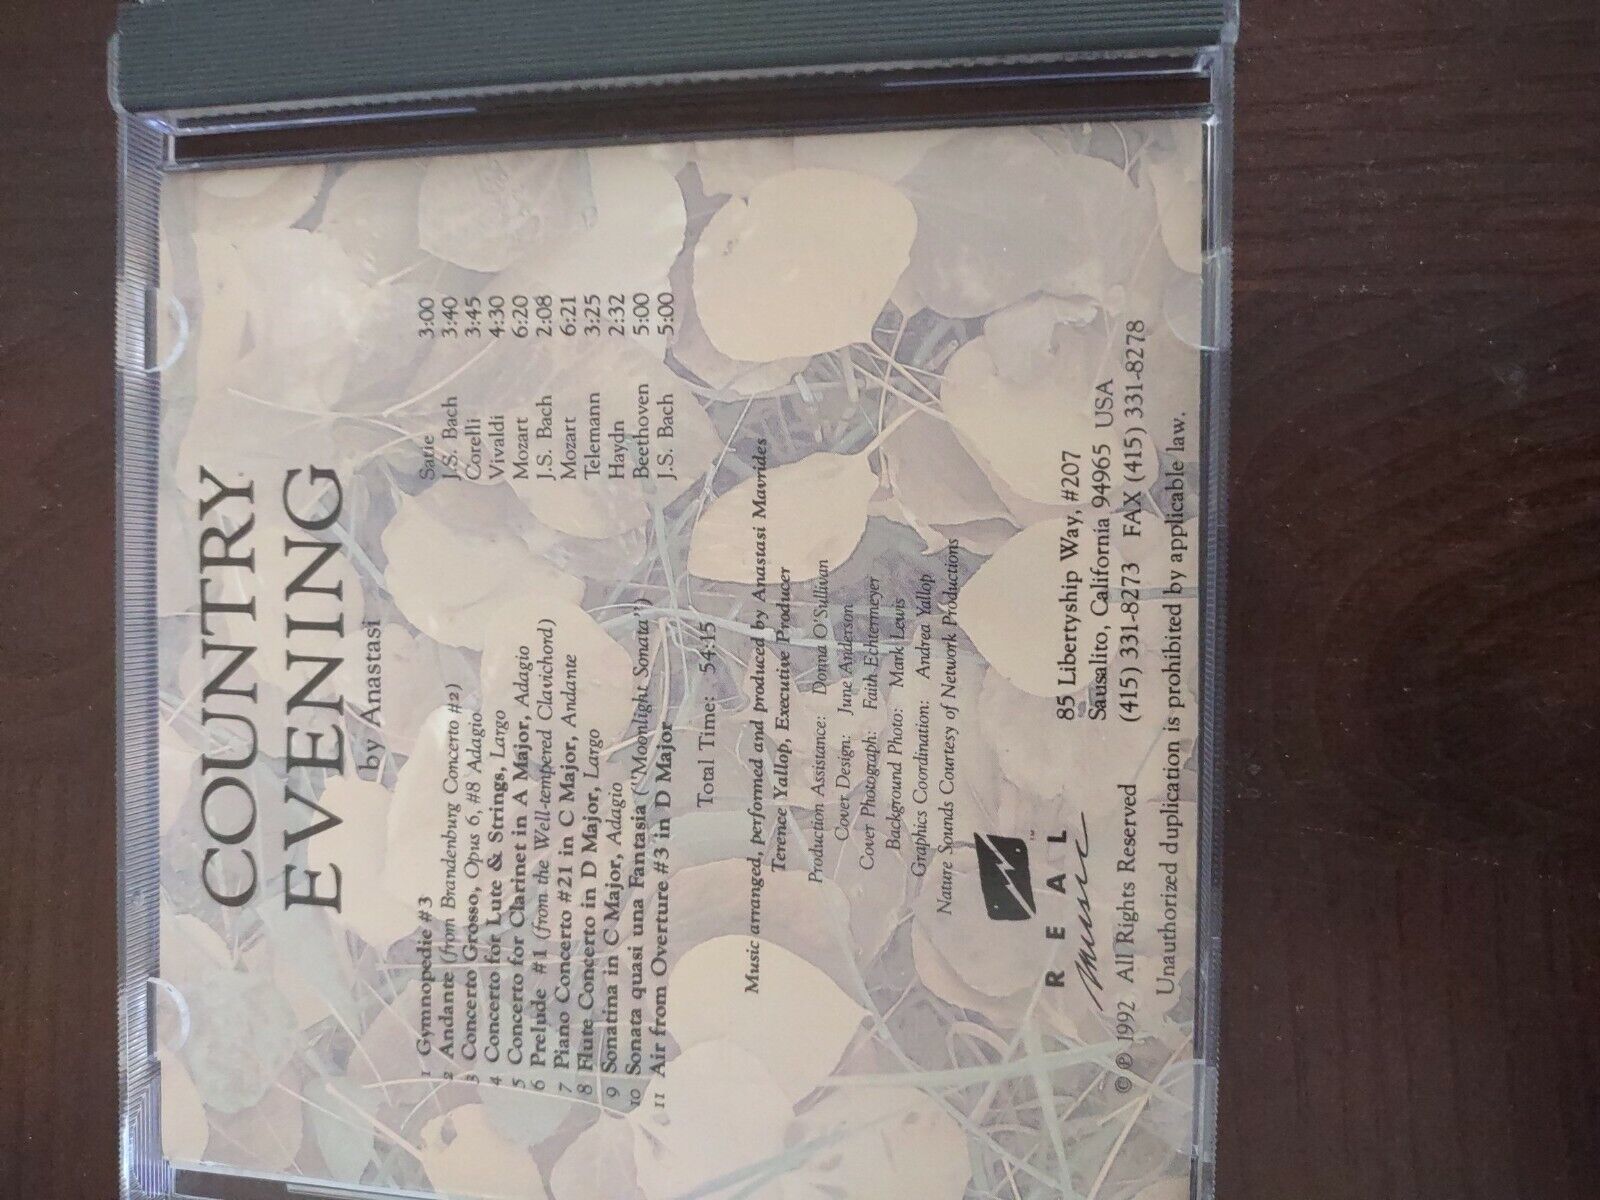 COUNTRY
EVENING
by Anastasi
1 Gymnopedie #3 Satie 3:00
2 Andante (from Brandenburg Concerto #2) J.S. Bach 3:40
3 Concerto Grosso, Opus 6, #8 Adagio Corelli 3:45
4 Concerto for Lute & Strings, Largo Vivaldi 4:30
5 Concerto for Clarinet in A Major, Adagio Mozart 6:20
6 Prelude #1 (from the Well-tempered Clavichord) J.S. Bach 2:08
7 Piano Concerto #21 in C Major, Andante Mozart 6:21
8 Flute Concerto in D Major, Largo Telemann 3:25
9 Sonatina in C Major, Adagio Haydn 2:32
10 Sonata quasi una Fantasia ("Moonlight Sonata") Beethoven 5:00
11 Air from Overture #3 in D Major J.S. Bach 5:00
Total Time: 54:15
Music arranged, performed and produced by Anastasi Mavrides
Terence Yallop, Executive Producer
Production Assistance: Donna O'Sullivan
Cover Design: June Anderson
Cover Photograph: Faith Echtermeyer
Background Photo: Mark Lewis
Graphics Coordination: Andrea Yallop
Nature Sounds Courtesy of Network Productions
REAL ™
Music
85 Libertyship Way, #207
Sausalito, California 94965 USA
(415) 331-8273 FAX (415) 331-8278
©℗ 1992 All Rights Reserved
Unauthorized duplication is prohibited by applicable law.